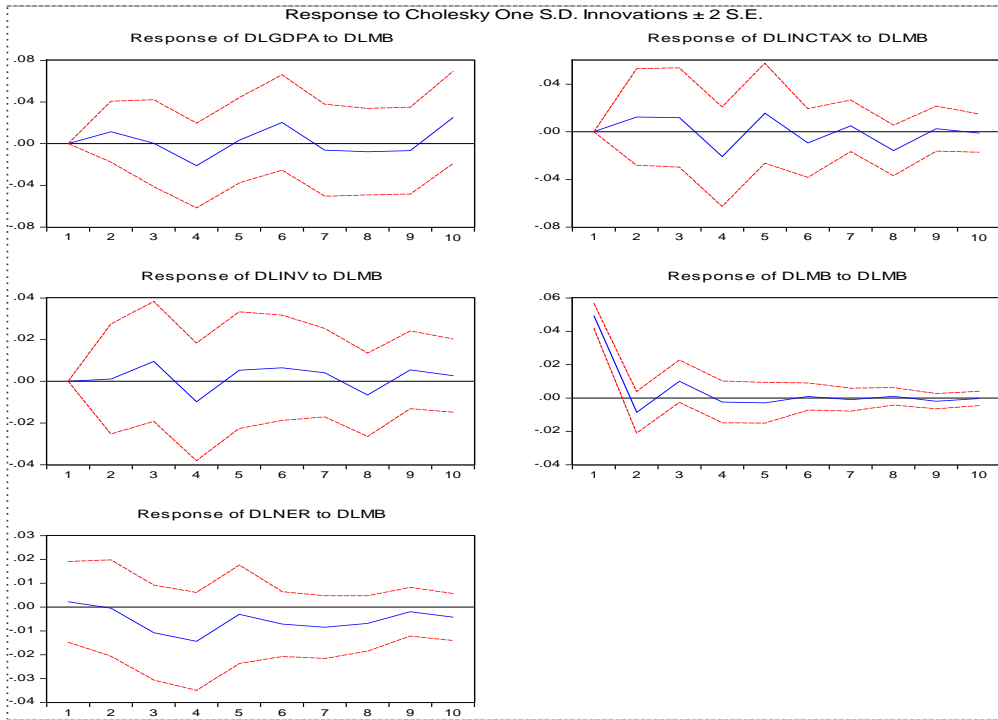 Response to Cholesky One S.D. Innovations ± 2 S.E.
Response of DLGDPA to DLMB
.08
.04
.00
-.04
-.08
1 2 3 4 5 6 7 8 9 10
Response of DLINCTAX to DLMB
.04
.00
-.04
-.08
1 2 3 4 5 6 7 8 9 10
Response of DLINV to DLMB
.04
.02
.00
-.02
-.04
1 2 3 4 5 6 7 8 9 10
Response of DLMB to DLMB
.06
.04
.02
.00
-.02
-.04
1 2 3 4 5 6 7 8 9 10
Response of DLNER to DLMB
.03
.02
.01
.00
-.01
-.02
-.03
-.04
1 2 3 4 5 6 7 8 9 10